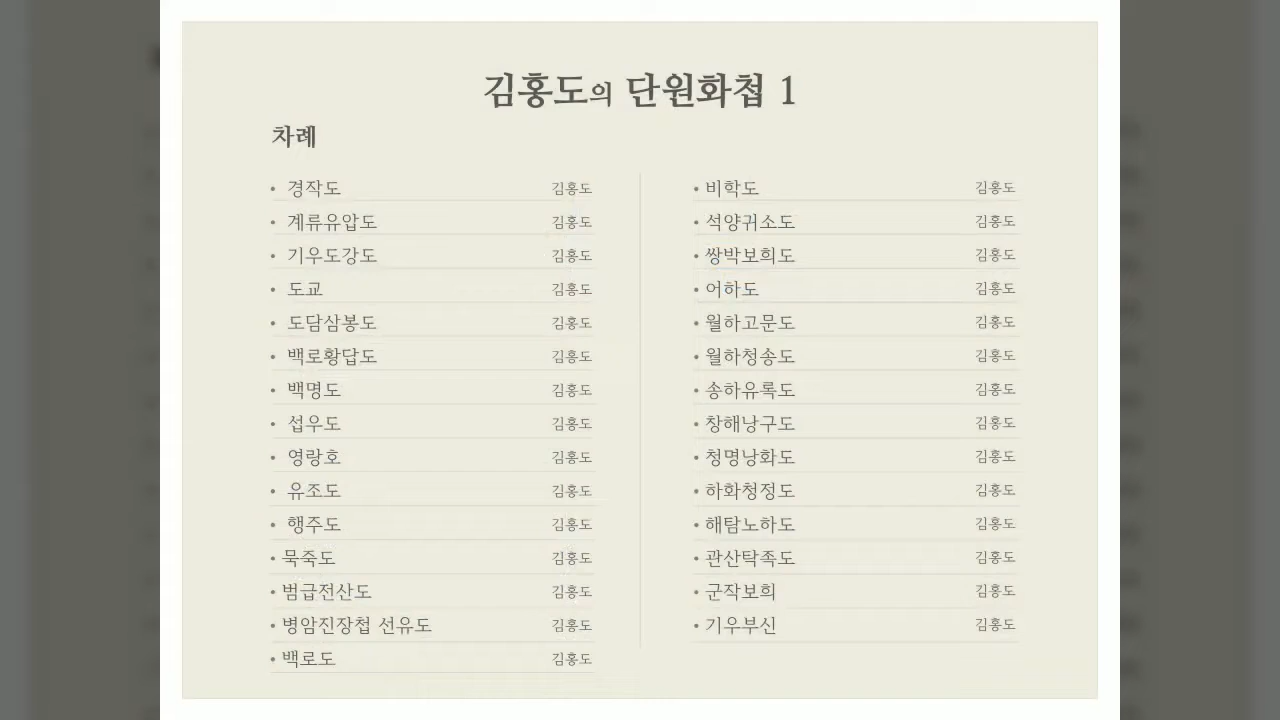 김홍도의 단원화첩 1
차례
• 경작도 김홍도
• 계류유압도 김홍도
• 기우도강도 김홍도
• 도교 김홍도
• 도담삼봉도 김홍도
• 백로황답도 김홍도
• 백명도 김홍도
• 섭우도 김홍도
• 영랑호 김홍도
• 유조도 김홍도
• 행주도 김홍도
• 묵죽도 김홍도
• 범급전산도 김홍도
• 병암진장첩 선유도 김홍도
• 백로도 김홍도
• 비학도 김홍도
• 석양귀소도 김홍도
• 쌍박보희도 김홍도
• 어하도 김홍도
• 월하고문도 김홍도
• 월하청송도 김홍도
• 송하유록도 김홍도
• 창해낭구도 김홍도
• 청명낭화도 김홍도
• 하화청정도 김홍도
• 해탐노하도 김홍도
• 관산탁족도 김홍도
• 군작보희 김홍도
• 기우부신 김홍도